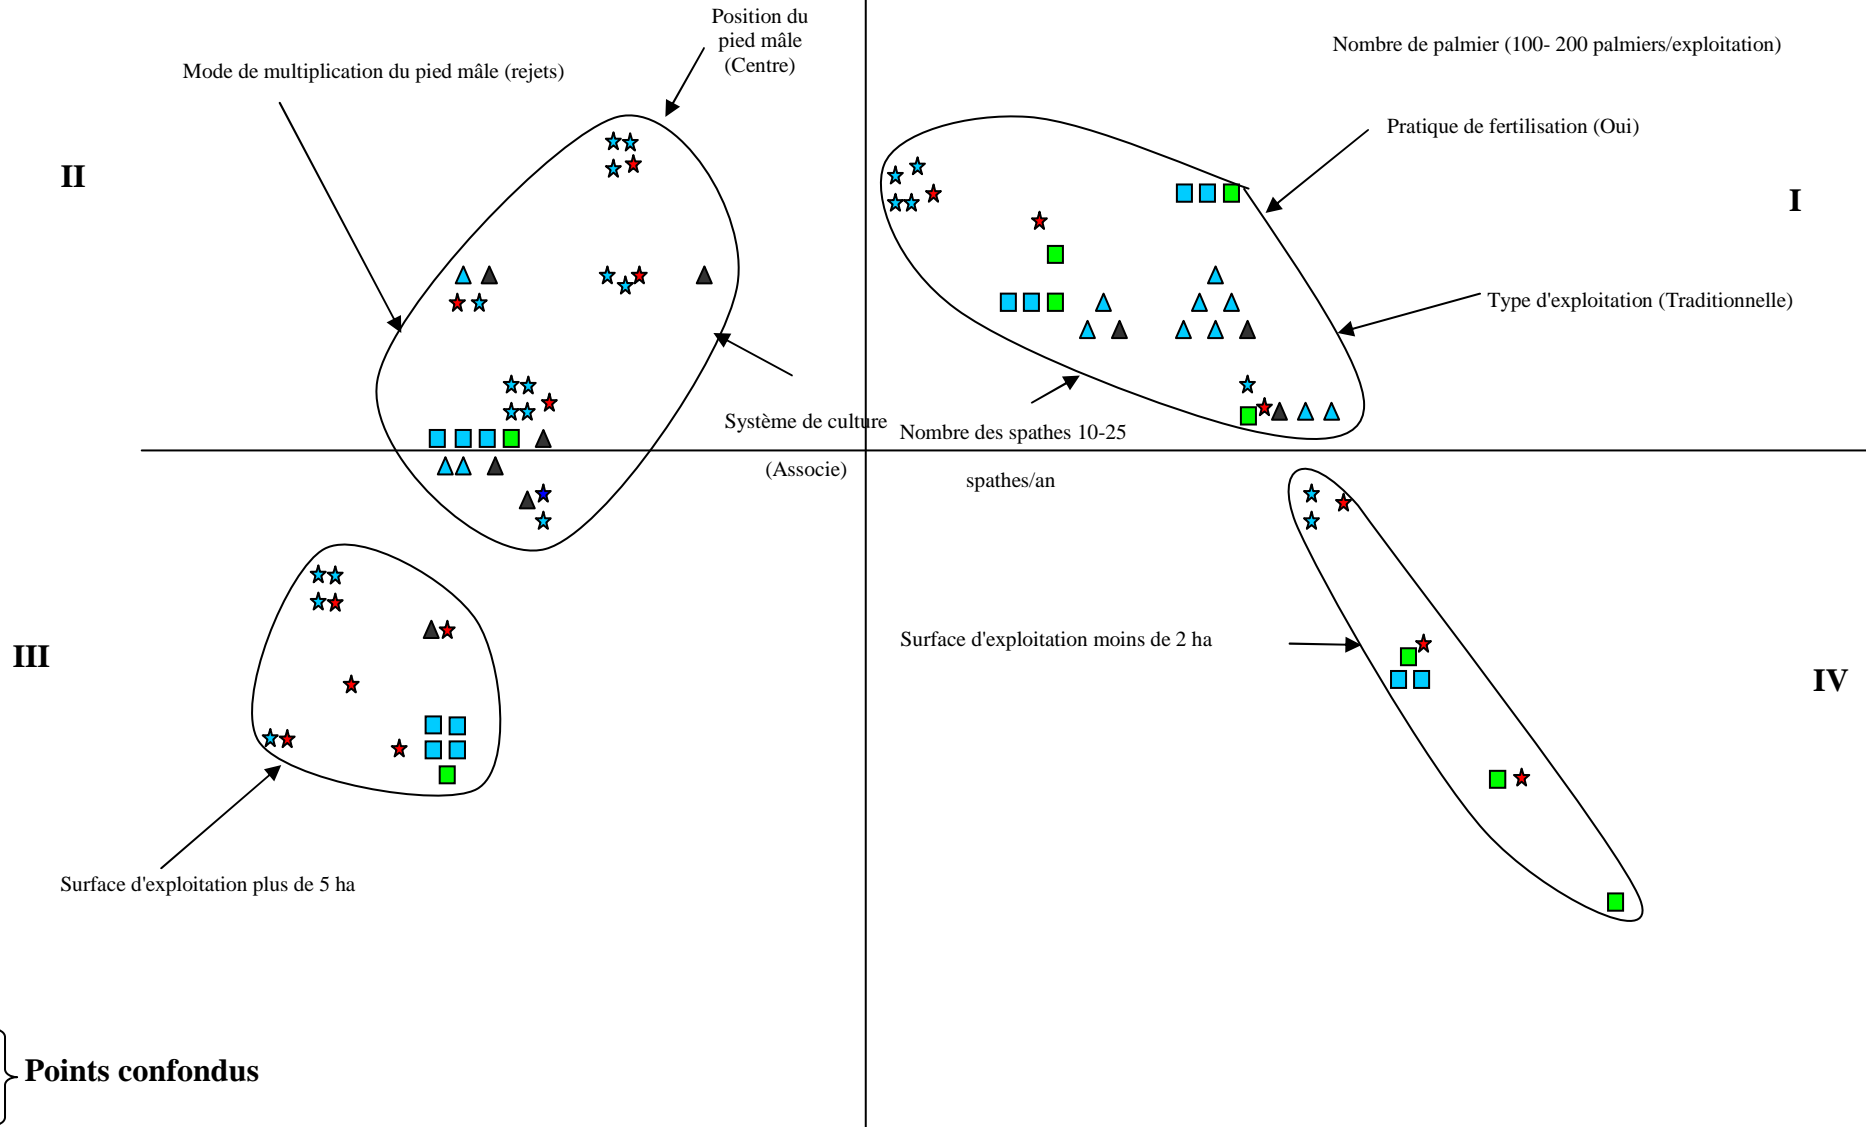 Position du
pied mâle
(Centre)
Nombre de palmier (100- 200 palmiers/exploitation)
Mode de multiplication du pied mâle (rejets)
Pratique de fertilisation (Oui)
II
I
Type d'exploitation (Traditionnelle)
Système de culture
(Associe)
Nombre des spathes 10-25
spathes/an
III
Surface d'exploitation moins de 2 ha
IV
Surface d'exploitation plus de 5 ha
Points confondus